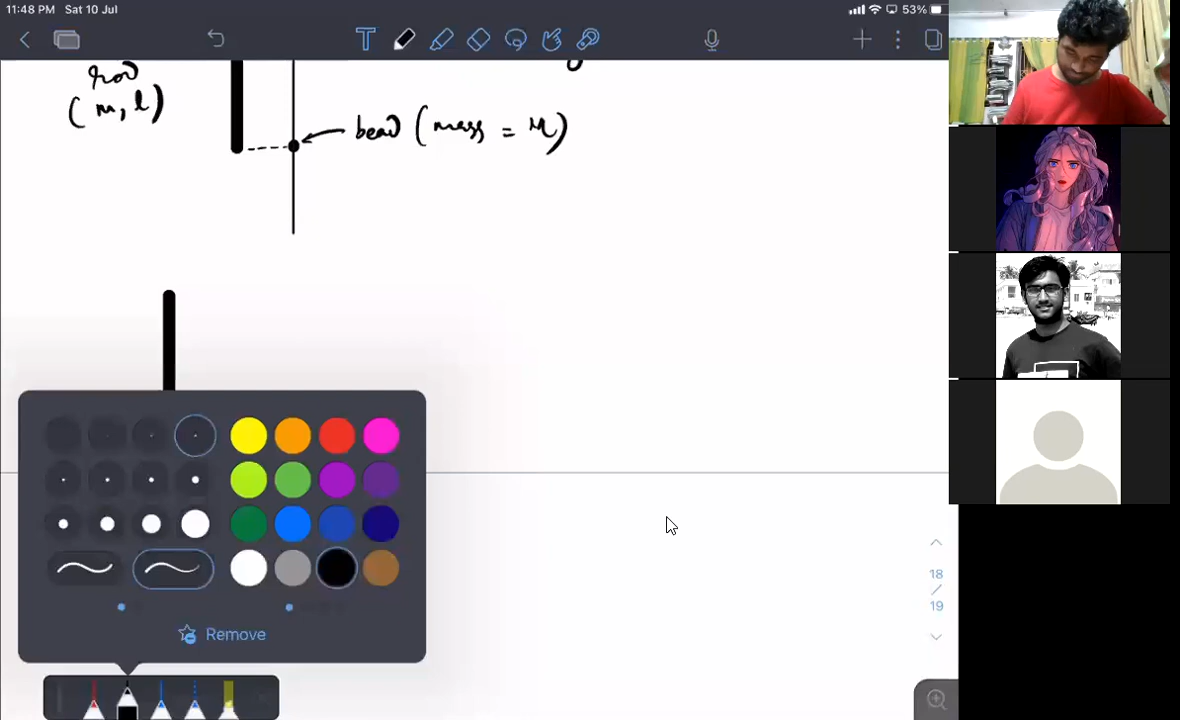 11:48 PM Sat 10 Jul
53%
rod
(m, l)
bead (mass = M)
18
/
19
Remove